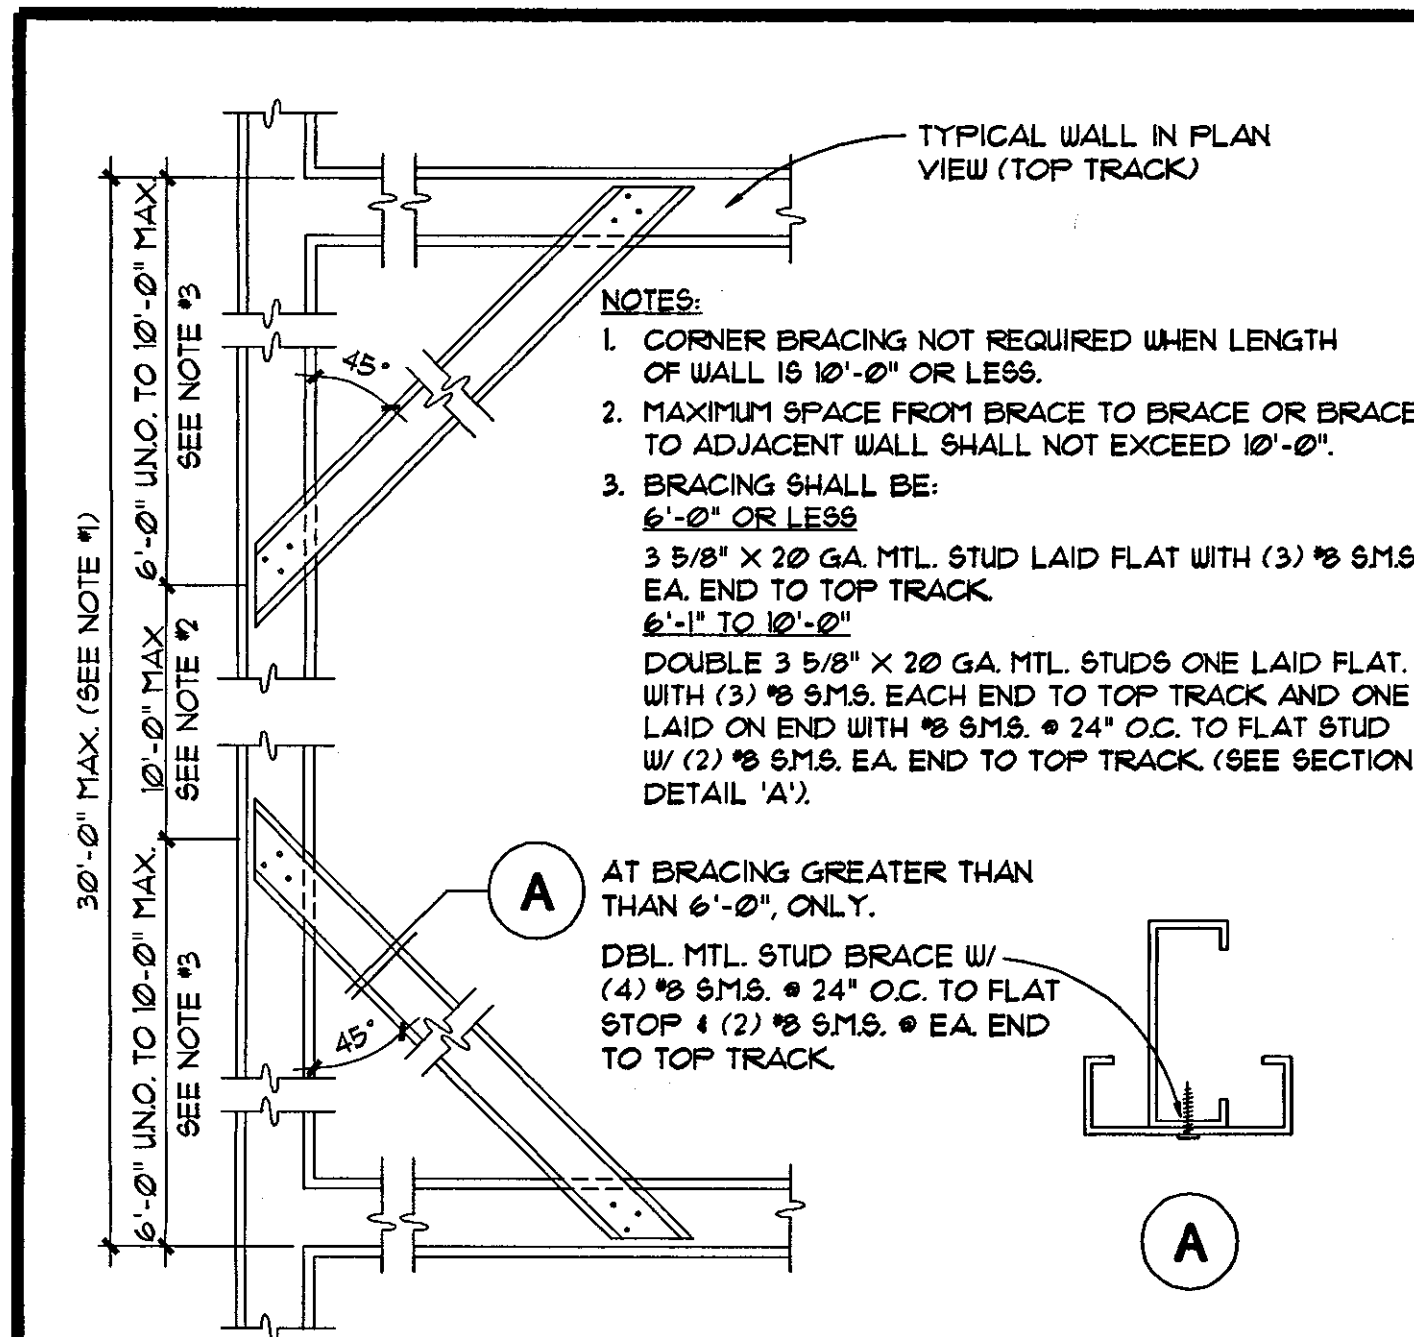 TYPICAL WALL IN PLAN
VIEW (TOP TRACK)
30'-0" MAX. (SEE NOTE #1)
6'-0" U.N.O. TO 10'-0" MAX.
SEE NOTE #3
10'-0" MAX
SEE NOTE #2
6'-0" U.N.O. TO 10-0" MAX.
SEE NOTE #3
45°
45°
NOTES:
1. CORNER BRACING NOT REQUIRED WHEN LENGTH
OF WALL IS 10'-0" OR LESS.
2. MAXIMUM SPACE FROM BRACE TO BRACE OR BRACE
TO ADJACENT WALL SHALL NOT EXCEED 10'-0".
3. BRACING SHALL BE:
6'-0" OR LESS
3 5/8" X 20 GA. MTL. STUD LAID FLAT WITH (3) #8 S.M.S
EA. END TO TOP TRACK.
6'-1" TO 10'-0"
DOUBLE 3 5/8" X 20 GA. MTL. STUDS ONE LAID FLAT.
WITH (3) #8 S.M.S. EACH END TO TOP TRACK AND ONE
LAID ON END WITH #8 S.M.S. @ 24" O.C. TO FLAT STUD
W/ (2) #8 S.M.S. EA. END TO TOP TRACK. (SEE SECTION
DETAIL 'A').
A
AT BRACING GREATER THAN
THAN 6'-0", ONLY.
DBL. MTL. STUD BRACE W/
(4) #8 S.M.S. @ 24" O.C. TO FLAT
STOP & (2) #8 S.M.S. @ EA. END
TO TOP TRACK
A